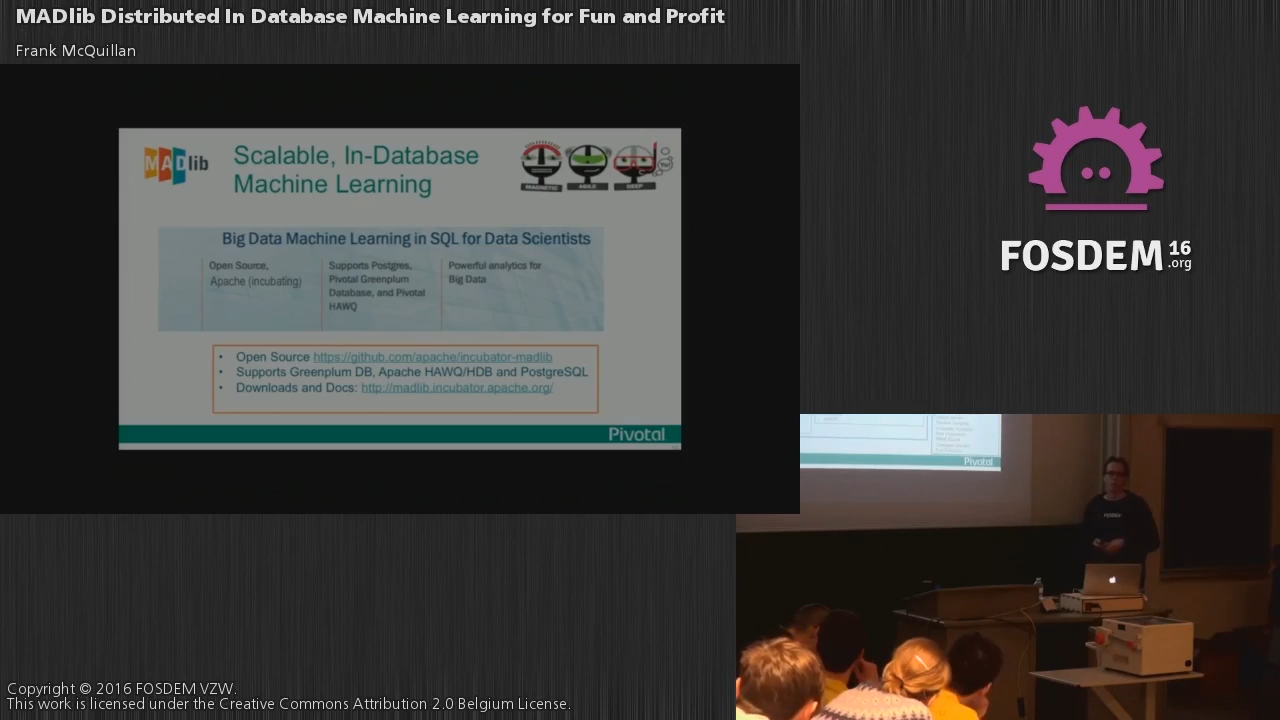 MADlib Distributed In Database Machine Learning for Fun and Profit
Frank McQuillan
MADlib
Scalable, In-Database
Machine Learning
MAGNETIC
AGILE
DEEP
Big Data Machine Learning in SQL for Data Scientists
Open Source,
Apache (incubating)
Supports Postgres,
Pivotal Greenplum
Database, and Pivotal
HAWQ
Powerful analytics for
Big Data
• Open Source https://github.com/apache/incubator-madlib
• Supports Greenplum DB, Apache HAWQ/HDB and PostgreSQL
• Downloads and Docs: http://madlib.incubator.apache.org/
Pivotal
FOSDEM 16
.org
Pivotal
FOSDEM
Copyright © 2016 FOSDEM VZW.
This work is licensed under the Creative Commons Attribution 2.0 Belgium License.